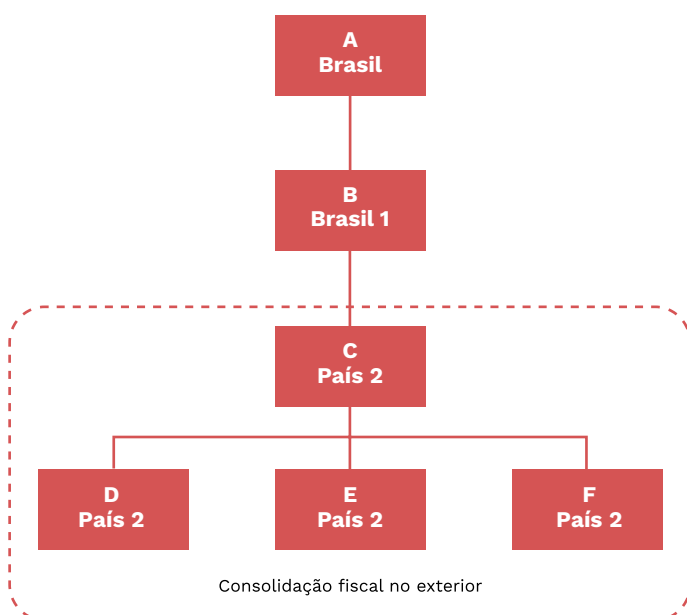 A
Brasil
B
Brasil 1
C
País 2
D
País 2
E
País 2
F
País 2
Consolidação fiscal no exterior